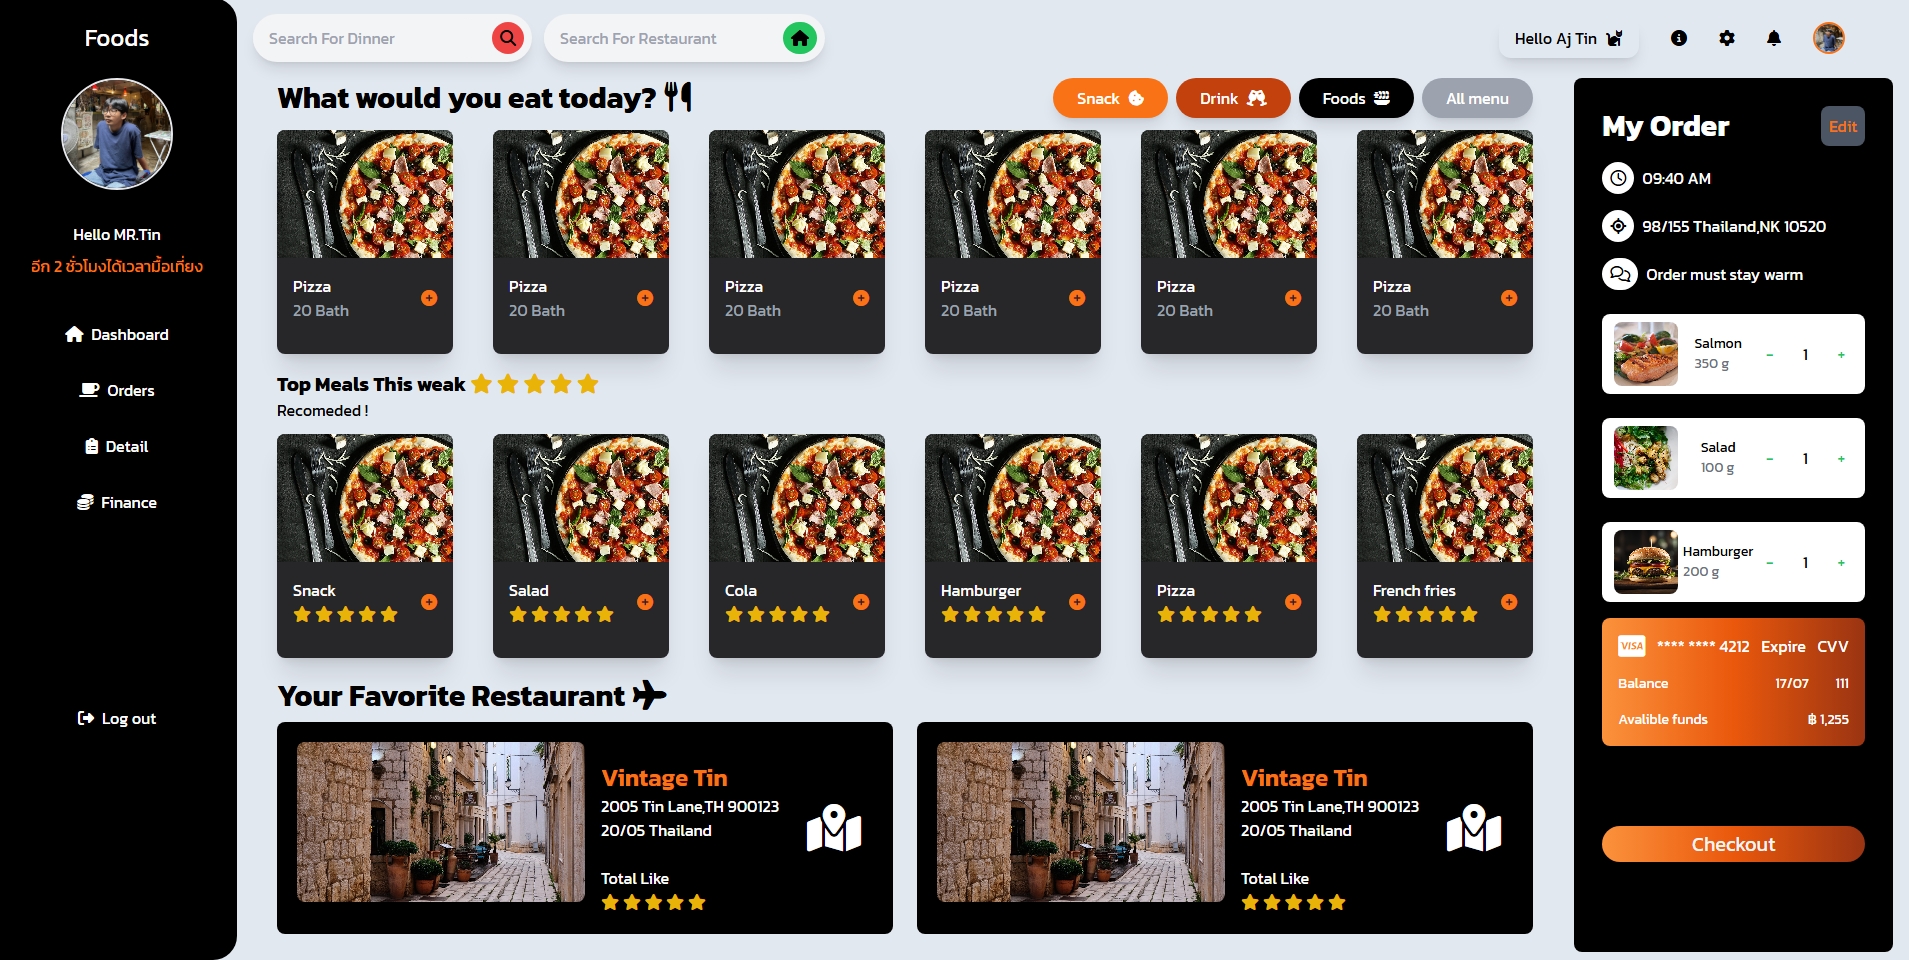 Foods
Hello MR.Tin
อีก 2 ชั่วโมงได้เวลามื้อเที่ยง
Dashboard
Orders
Detail
Finance
Log out
Search For Dinner
Search For Restaurant
Hello Aj Tin
What would you eat today?
Snack
Drink
Foods
All menu
Pizza
20 Bath
Pizza
20 Bath
Pizza
20 Bath
Pizza
20 Bath
Pizza
20 Bath
Pizza
20 Bath
Top Meals This weak
Recomeded !
Snack
Salad
Cola
Hamburger
Pizza
French fries
Your Favorite Restaurant
Vintage Tin
2005 Tin Lane,TH 900123
20/05 Thailand
Total Like
Vintage Tin
2005 Tin Lane,TH 900123
20/05 Thailand
Total Like
My Order
Edit
09:40 AM
98/155 Thailand,NK 10520
Order must stay warm
Salmon
350 g
- 1 +
Salad
100 g
- 1 +
Hamburger
200 g
- 1 +
VISA **** **** 4212 Expire CVV
Balance 17/07 111
Avalible funds ฿ 1,255
Checkout